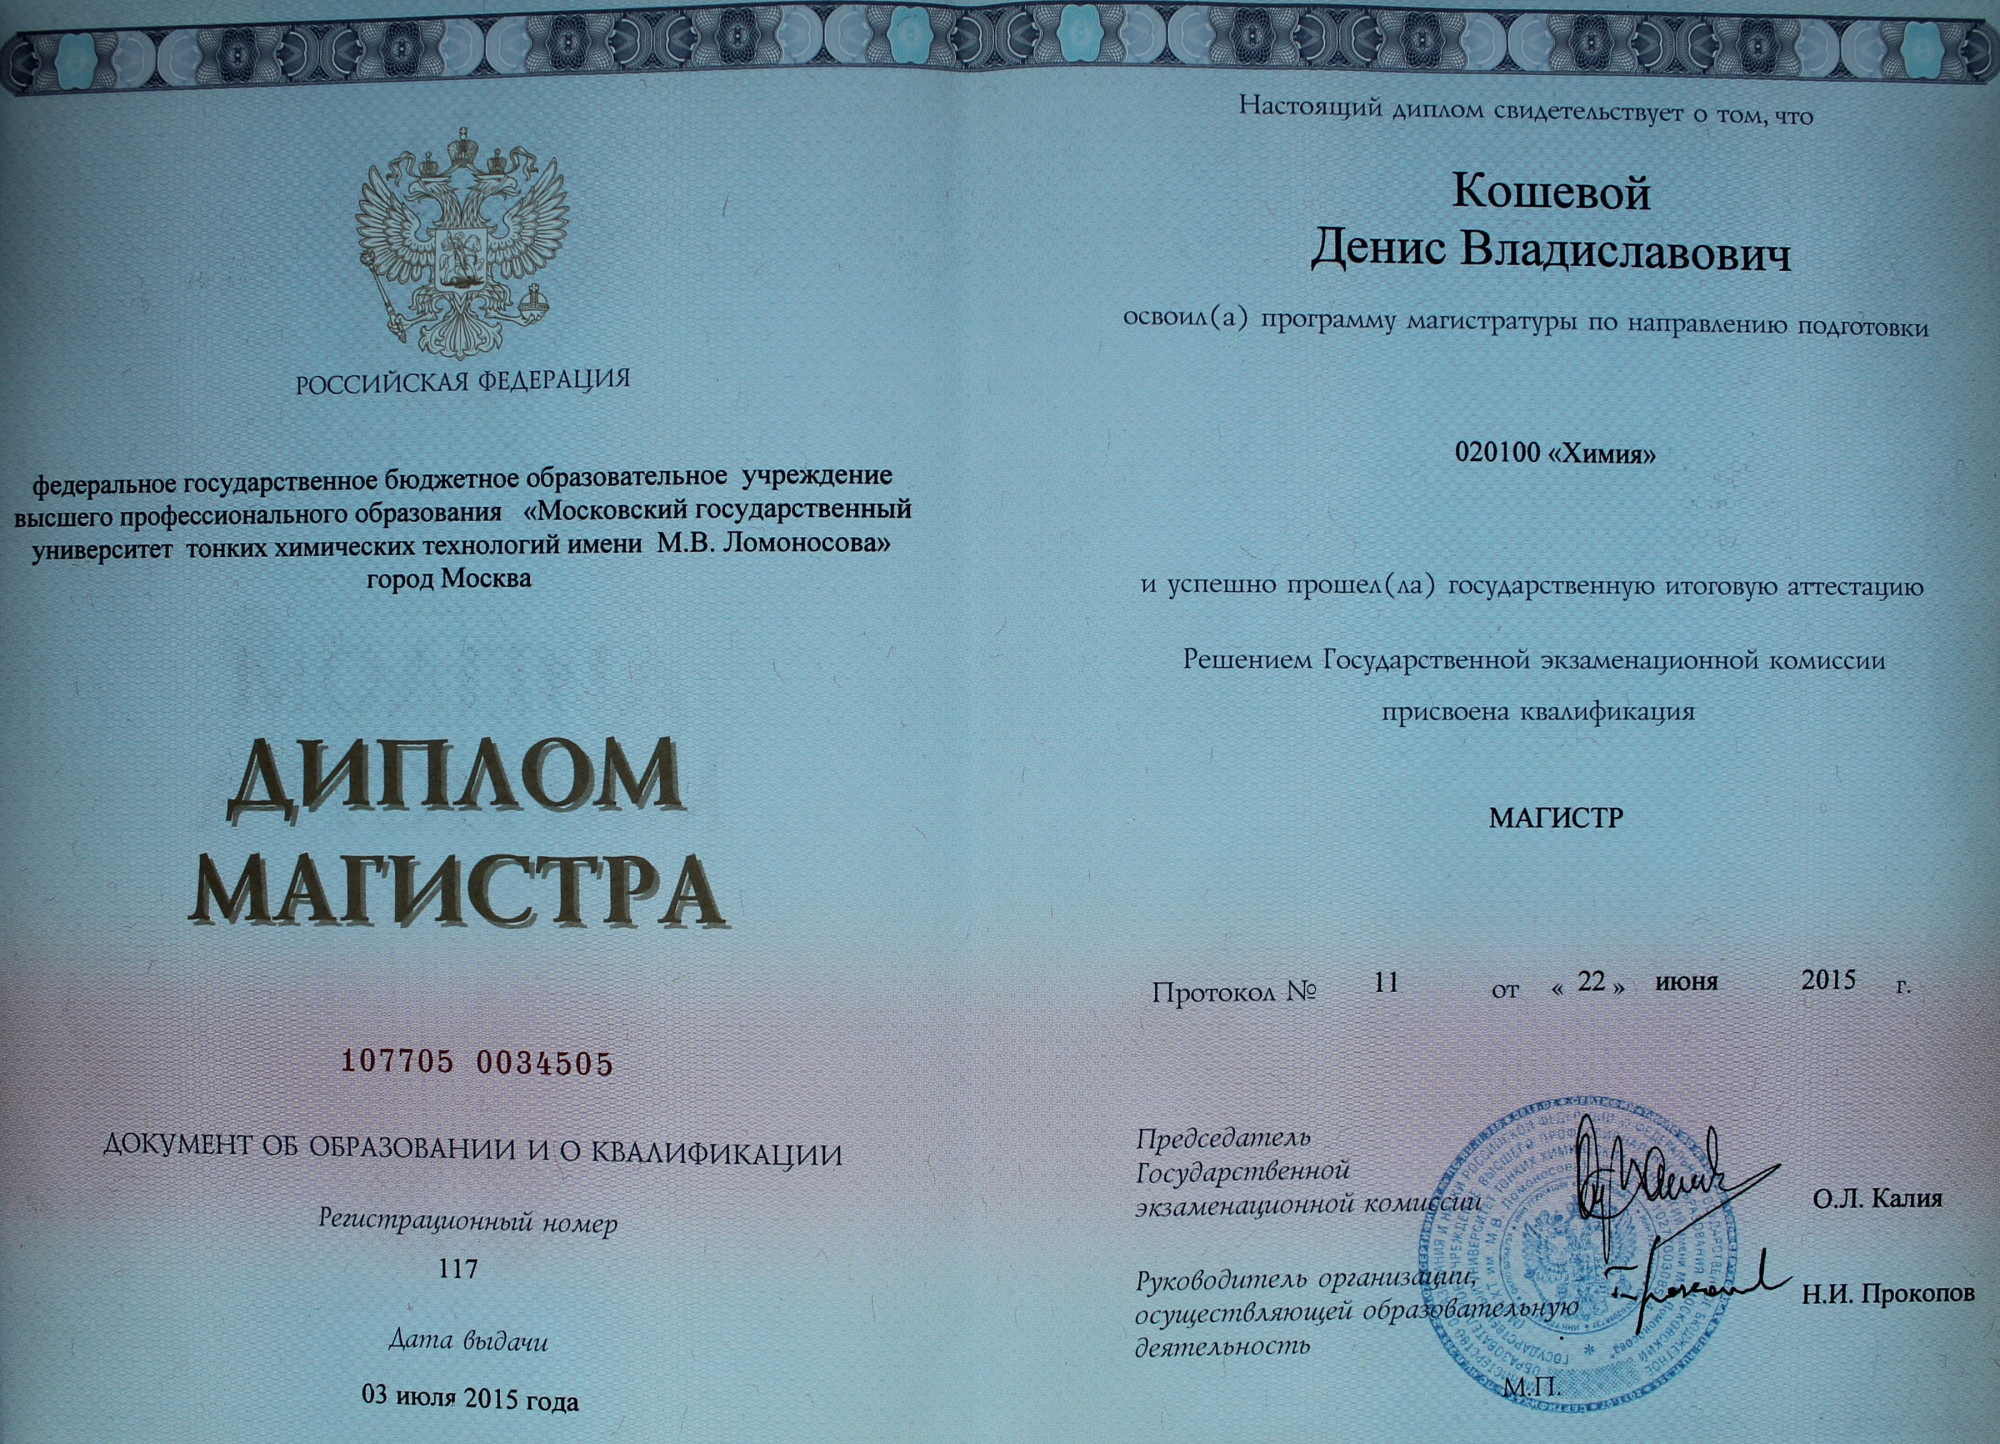 РОССИЙСКАЯ ФЕДЕРАЦИЯ
федеральное государственное бюджетное образовательное учреждение
высшего профессионального образования «Московский государственный
университет тонких химических технологий имени М.В. Ломоносова»
город Москва
ДИПЛОМ
МАГИСТРА
107705 0034505
ДОКУМЕНТ ОБ ОБРАЗОВАНИИ И О КВАЛИФИКАЦИИ
Регистрационный номер
117
Дата выдачи
03 июля 2015 года
Настоящий диплом свидетельствует о том, что
Кошевой
Денис Владиславович
освоил(а) программу магистратуры по направлению подготовки
020100 «Химия»
и успешно прошел(ла) государственную итоговую аттестацию
Решением Государственной экзаменационной комиссии
присвоена квалификация
МАГИСТР
Протокол № 11 от « 22 » июня 2015 г.
Председатель
Государственной
экзаменационной комиссии
О.Л. Калия
Руководитель организации,
осуществляющей образовательную
деятельность
Н.И. Прокопов
М.П.